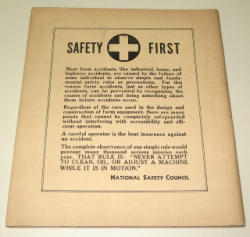 SAFETY FIRST
Most farm accidents, like industrial, home, and
highway accidents, are caused by the failure of
some individual to observe simple and funda-
mental safety rules or precautions. For this
reason farm accidents, just as other types of
accidents, can be prevented by recognizing the
causes of accidents and doing something about
them before accidents occur.
Regardless of the care used in the design and
construction of farm equipment, there are many
points that cannot be completely safeguarded
without interfering with accessibility and effi-
cient operation.
A careful operator is the best insurance against
an accident.
The complete observance of one simple rule would
prevent many thousand serious injuries each
year. THAT RULE IS: "NEVER ATTEMPT
TO CLEAN, OIL, OR ADJUST A MACHINE
WHILE IT IS IN MOTION."
NATIONAL SAFETY COUNCIL